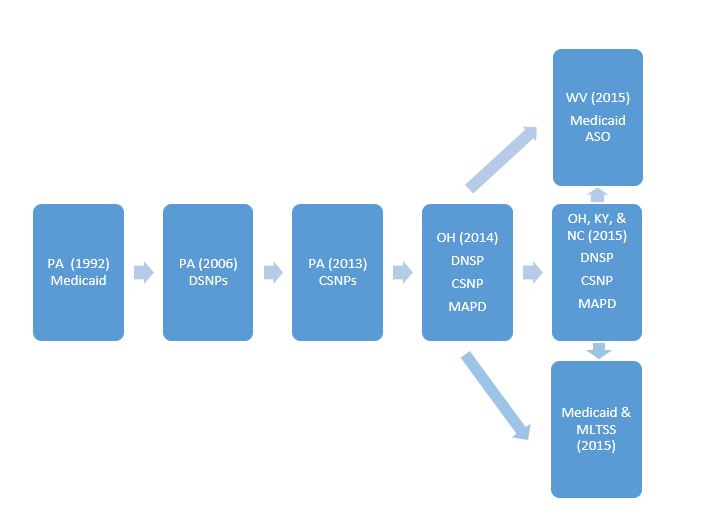 PA (1992)
Medicaid
PA (2006)
DSNPs
PA (2013)
CSNPs
OH (2014)
DNSP
CSNP
MAPD
WV (2015)
Medicaid
ASO
OH, KY, &
NC (2015)
DNSP
CSNP
MAPD
Medicaid &
MLTSS
(2015)